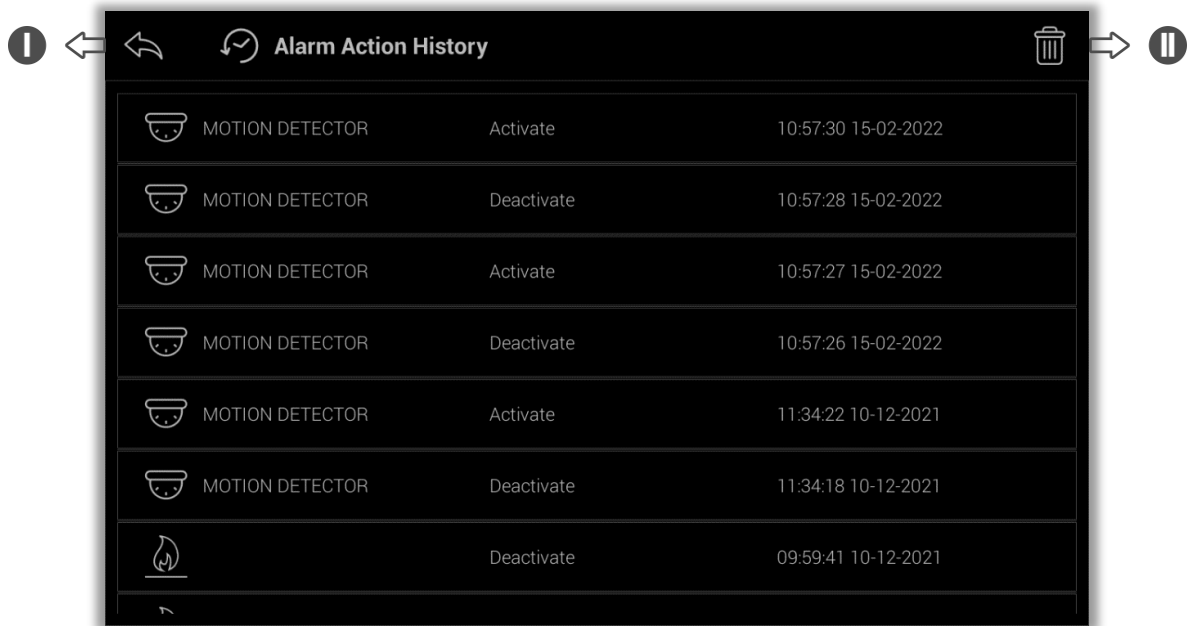 I
Alarm Action History
II
MOTION DETECTOR Activate 10:57:30 15-02-2022
MOTION DETECTOR Deactivate 10:57:28 15-02-2022
MOTION DETECTOR Activate 10:57:27 15-02-2022
MOTION DETECTOR Deactivate 10:57:26 15-02-2022
MOTION DETECTOR Activate 11:34:22 10-12-2021
MOTION DETECTOR Deactivate 11:34:18 10-12-2021
Deactivate 09:59:41 10-12-2021